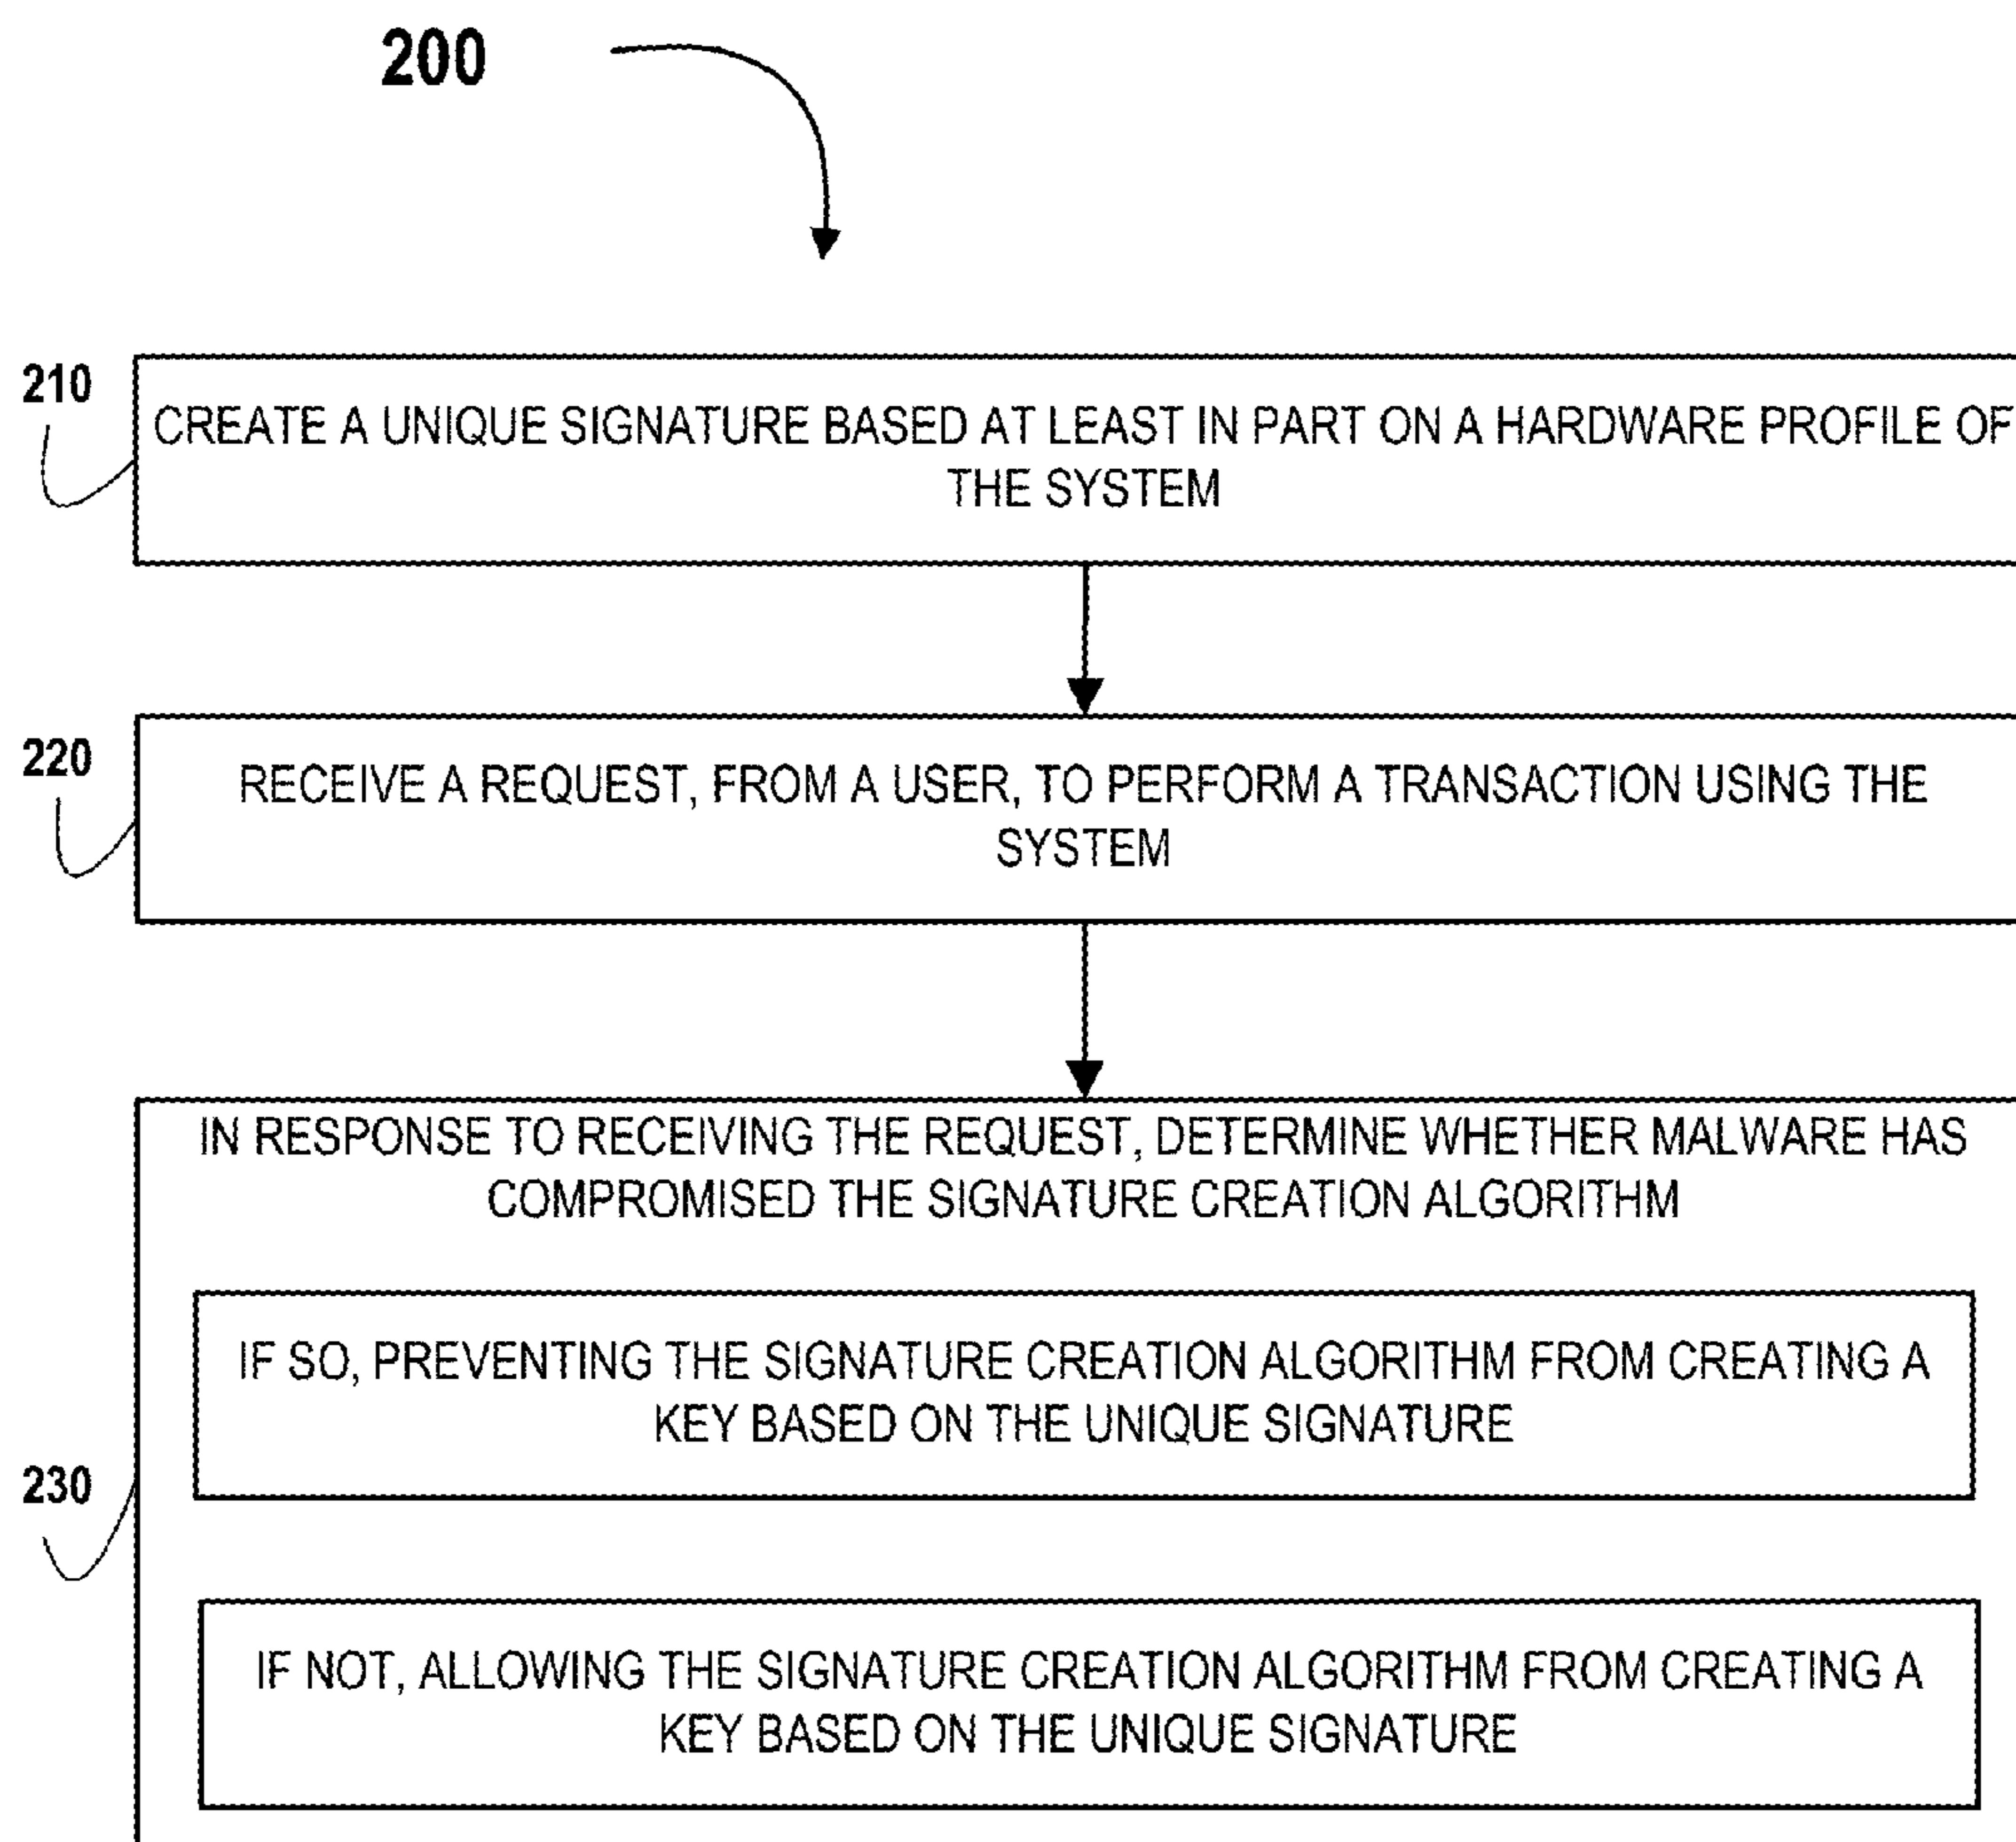 200
210
CREATE A UNIQUE SIGNATURE BASED AT LEAST IN PART ON A HARDWARE PROFILE OF
THE SYSTEM
220
RECEIVE A REQUEST, FROM A USER, TO PERFORM A TRANSACTION USING THE
SYSTEM
IN RESPONSE TO RECEIVING THE REQUEST, DETERMINE WHETHER MALWARE HAS
COMPROMISED THE SIGNATURE CREATION ALGORITHM
IF SO, PREVENTING THE SIGNATURE CREATION ALGORITHM FROM CREATING A
KEY BASED ON THE UNIQUE SIGNATURE
230
IF NOT, ALLOWING THE SIGNATURE CREATION ALGORITHM FROM CREATING A
KEY BASED ON THE UNIQUE SIGNATURE